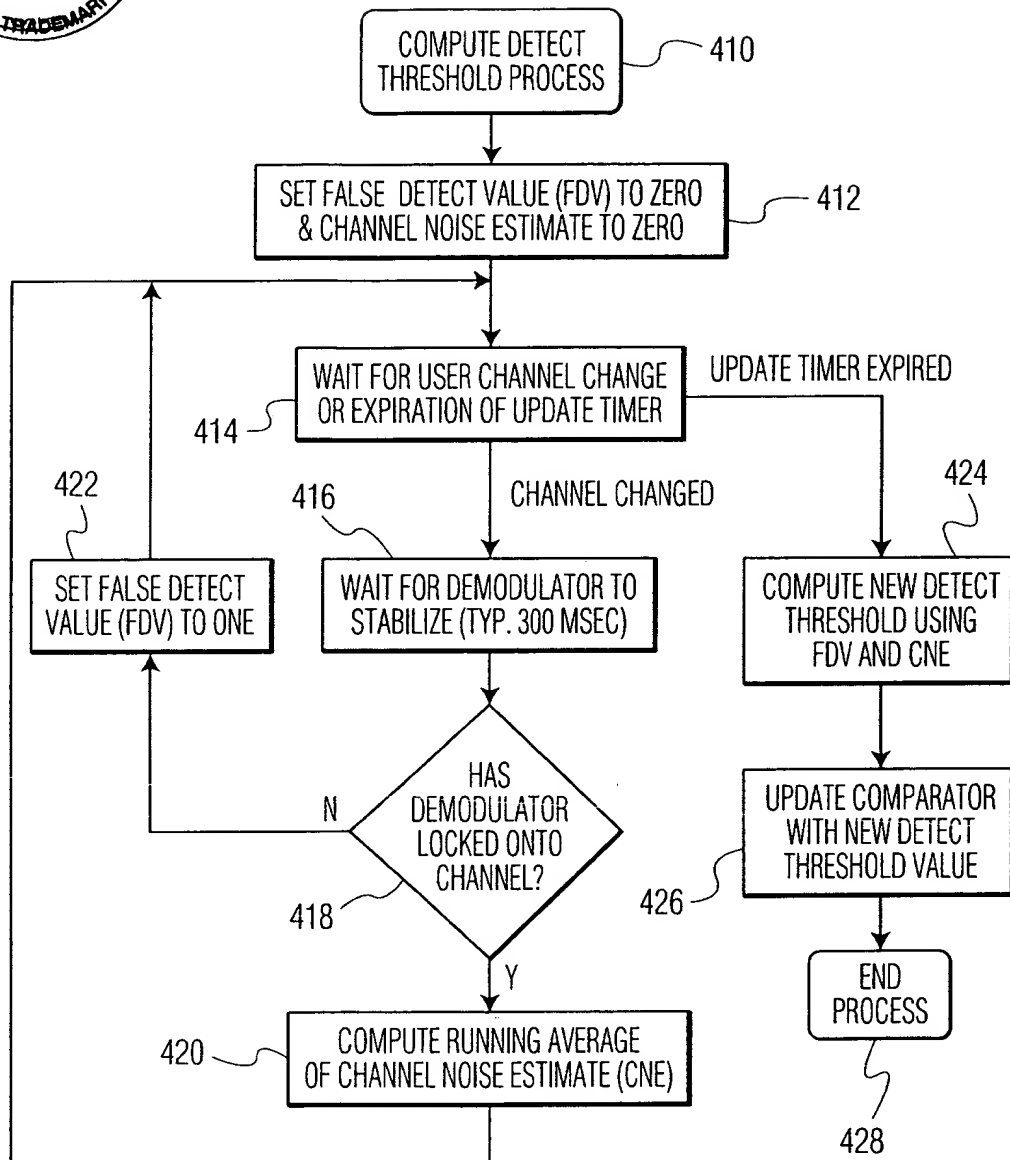 TRADEMARK
COMPUTE DETECT
THRESHOLD PROCESS
410
SET FALSE DETECT VALUE (FDV) TO ZERO
& CHANNEL NOISE ESTIMATE TO ZERO
412
WAIT FOR USER CHANNEL CHANGE
OR EXPIRATION OF UPDATE TIMER
414
UPDATE TIMER EXPIRED
CHANNEL CHANGED
422
SET FALSE DETECT
VALUE (FDV) TO ONE
416
WAIT FOR DEMODULATOR TO
STABILIZE (TYP. 300 MSEC)
424
COMPUTE NEW DETECT
THRESHOLD USING
FDV AND CNE
HAS
DEMODULATOR
LOCKED ONTO
CHANNEL?
N
418
Y
UPDATE COMPARATOR
WITH NEW DETECT
THRESHOLD VALUE
426
420
COMPUTE RUNNING AVERAGE
OF CHANNEL NOISE ESTIMATE (CNE)
END
PROCESS
428